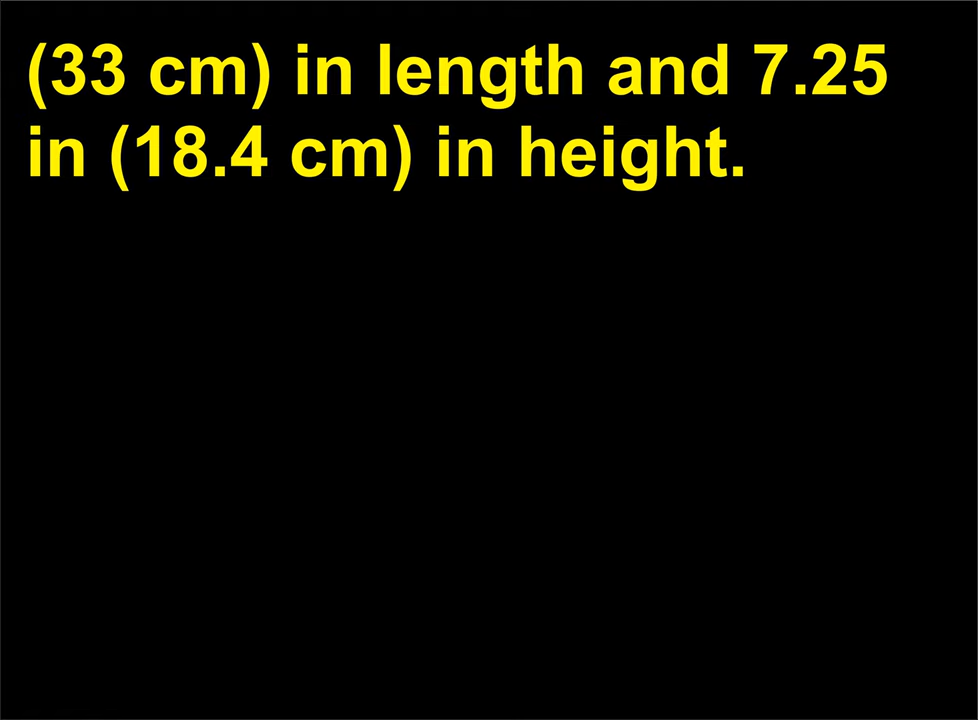 (33 cm) in length and 7.25
in (18.4 cm) in height.